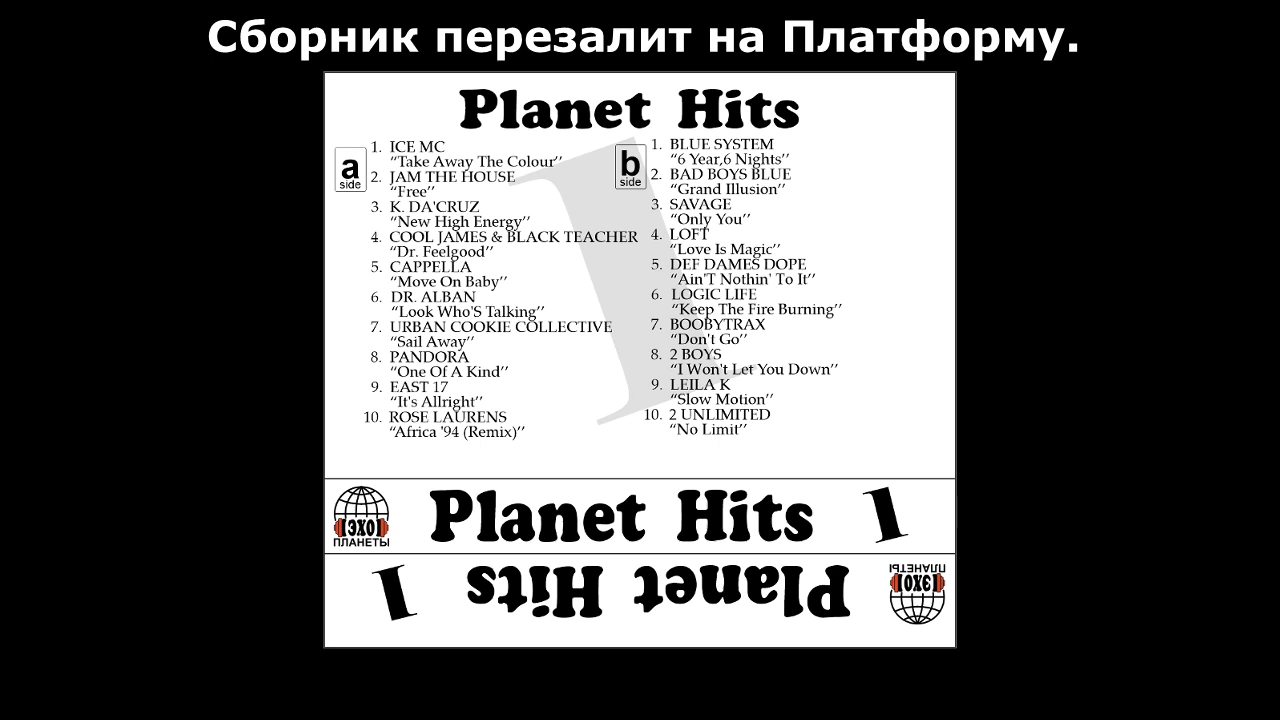 Сборник перезалит на Платформу.
Planet Hits
a
side
1. ICE MC
“Take Away The Colour’’
2. JAM THE HOUSE
“Free’’
3. K. DA'CRUZ
“New High Energy’’
4. COOL JAMES & BLACK TEACHER
“Dr. Feelgood’’
5. CAPPELLA
“Move On Baby’’
6. DR. ALBAN
“Look Who'S Talking’’
7. URBAN COOKIE COLLECTIVE
“Sail Away’’
8. PANDORA
“One Of A Kind’’
9. EAST 17
“It's Allright’’
10. ROSE LAURENS
“Africa '94 (Remix)’’
1
b
side
1. BLUE SYSTEM
“6 Year,6 Nights’’
2. BAD BOYS BLUE
“Grand Illusion’’
3. SAVAGE
“Only You’’
4. LOFT
“Love Is Magic’’
5. DEF DAMES DOPE
“Ain'T Nothin' To It’’
6. LOGIC LIFE
“Keep The Fire Burning’’
7. BOOBYTRAX
“Don't Go’’
8. 2 BOYS
“I Won't Let You Down’’
9. LEILA K
“Slow Motion’’
10. 2 UNLIMITED
“No Limit’’
ЭХО
ПЛАНЕТЫ
Planet Hits 1
Planet Hits 1
ЭХО
ПЛАНЕТЫ